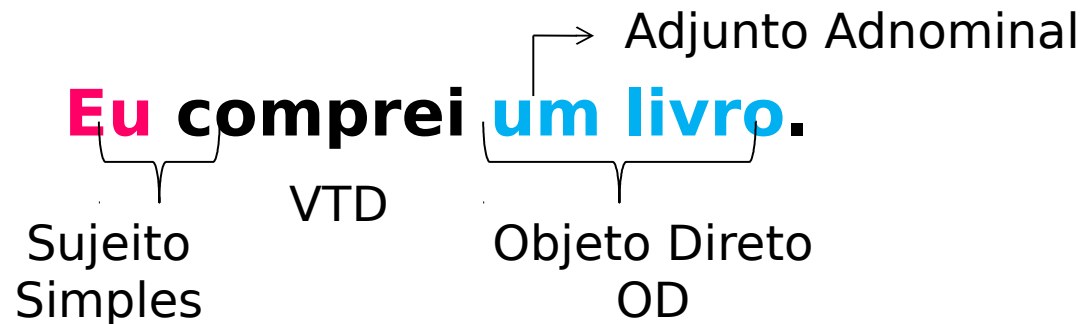 Adjunto Adnominal
Eu comprei um livro.
VTD
Sujeito
Simples
Objeto Direto
OD